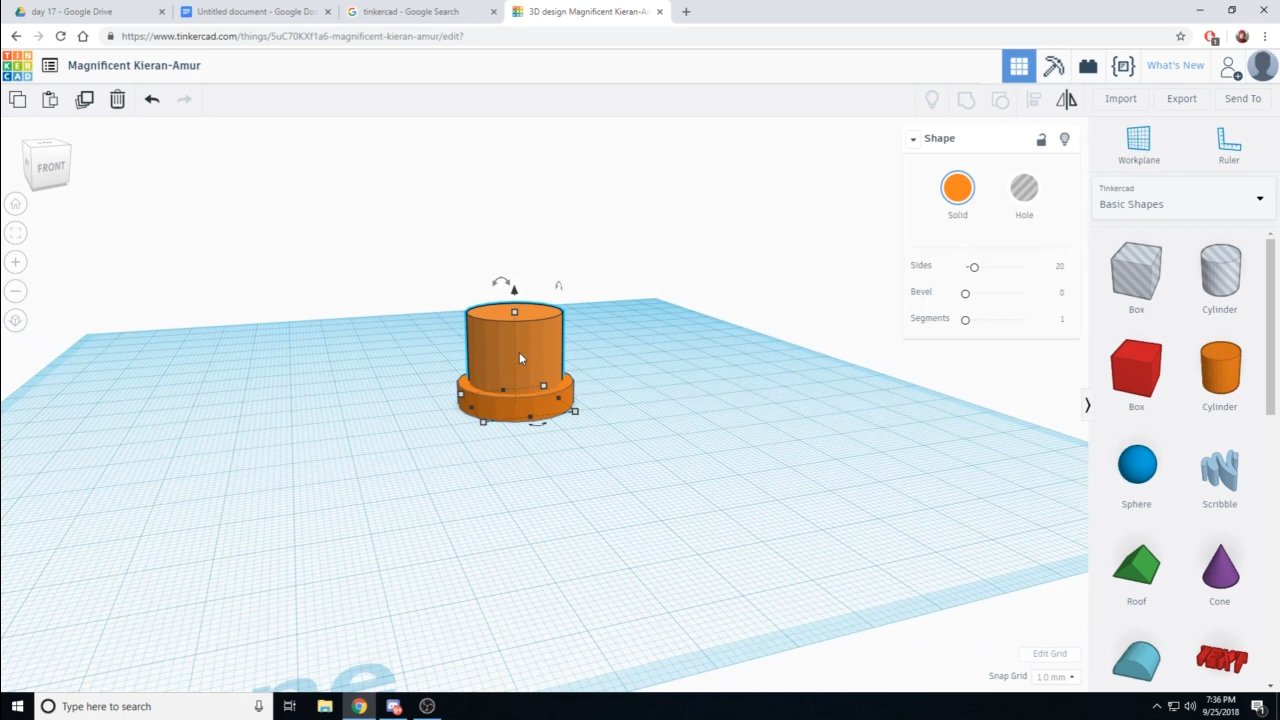 day 17 - Google Drive
Untitled document - Google Doc
tinkercad - Google Search
3D design Magnificent Kieran-A
https://www.tinkercad.com/things/5uC70KXf1a6-magnificent-kieran-amur/edit?
1
TIN
KER
CAD
Magnificent Kieran-Amur
What's New
Import
Export
Send To
FRONT
Shape
Solid
Hole
Sides
20
Bevel
0
Segments
1
Workplane
Ruler
Tinkercad
Basic Shapes
Box
Cylinder
Box
Cylinder
Sphere
Scribble
Roof
Cone
TEXT
Edit Grid
Snap Grid
1.0 mm
Type here to search
7:36 PM
9/25/2018
1